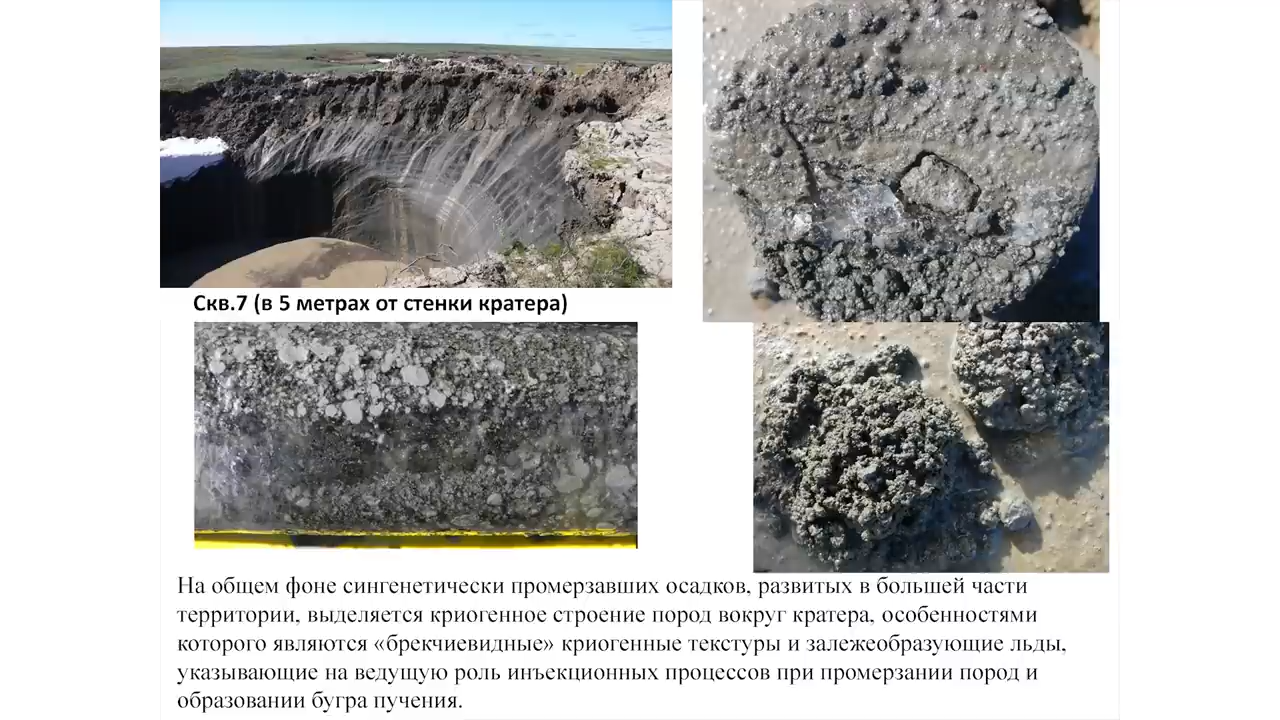 Скв.7 (в 5 метрах от стенки кратера)
На общем фоне сингенетически промерзавших осадков, развитых в большей части
территории, выделяется криогенное строение пород вокруг кратера, особенностями
которого являются «брекчиевидные» криогенные текстуры и залежеобразующие льды,
указывающие на ведущую роль инъекционных процессов при промерзании пород и
образовании бугра пучения.